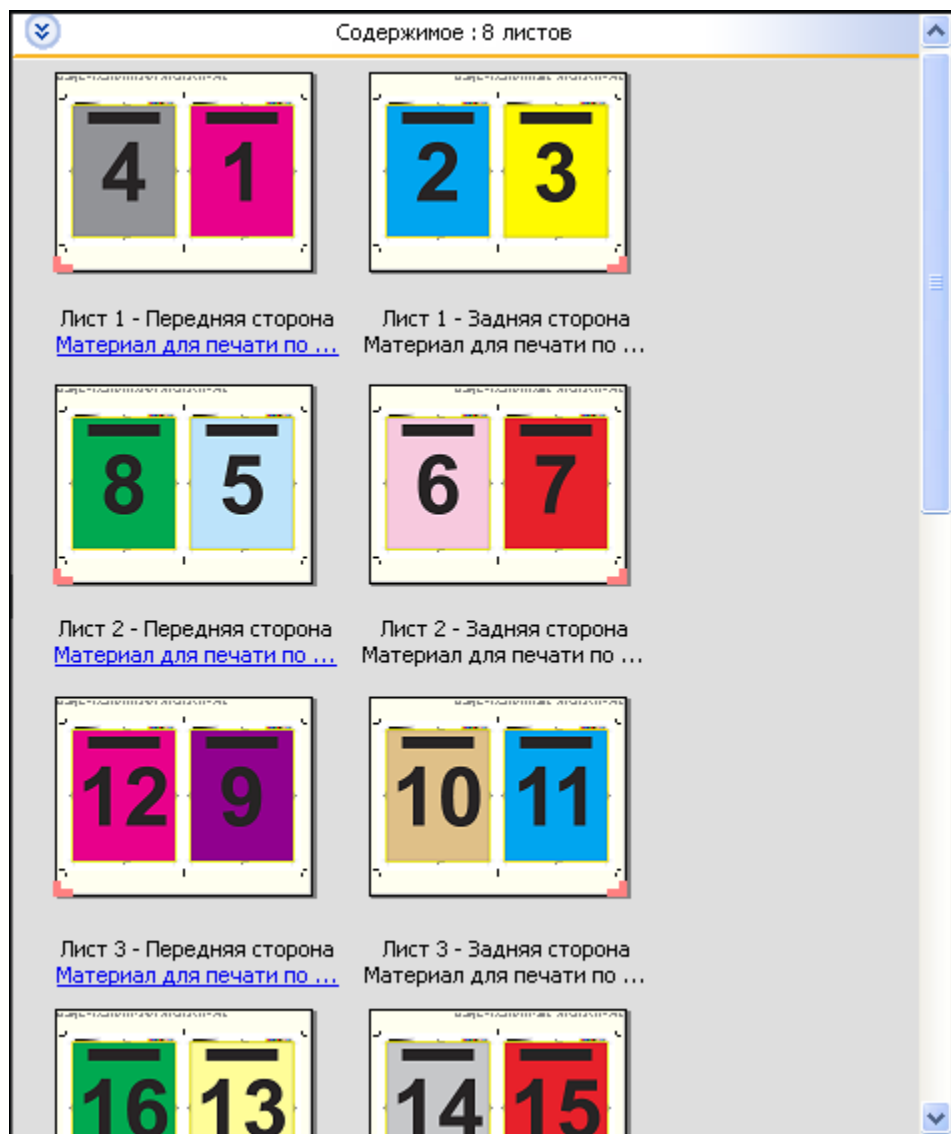 Содержимое : 8 листов
4 1 2 3
Лист 1 - Передняя сторона Лист 1 - Задняя сторона
Материал для печати по ... Материал для печати по ...
8 5 6 7
Лист 2 - Передняя сторона Лист 2 - Задняя сторона
Материал для печати по ... Материал для печати по ...
12 9 10 11
Лист 3 - Передняя сторона Лист 3 - Задняя сторона
Материал для печати по ... Материал для печати по ...
16 13 14 15